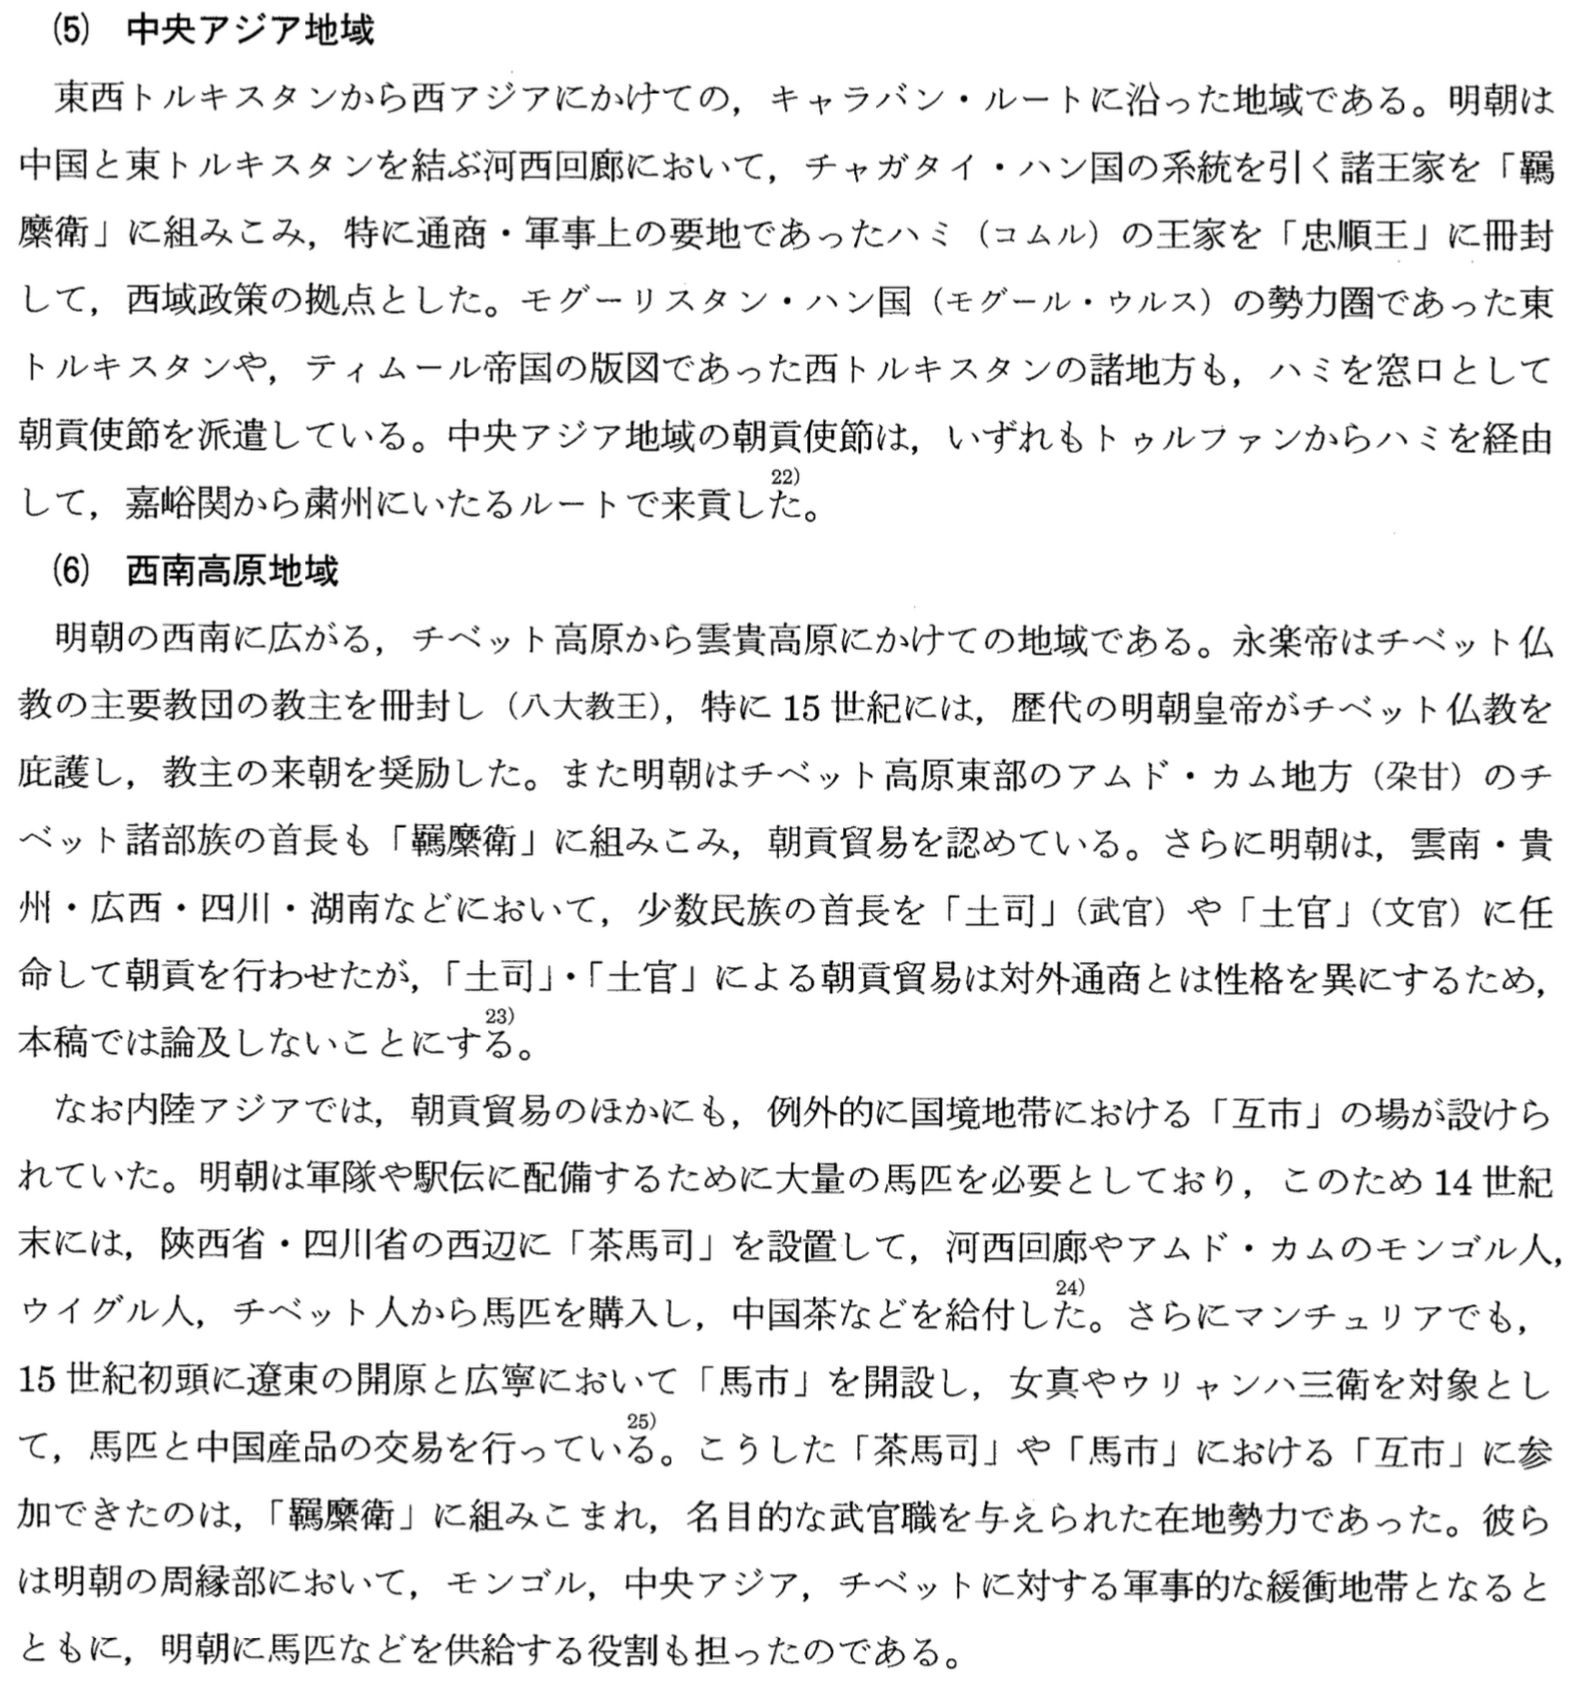 (5) 中央アジア地域
東西トルキスタンから西アジアにかけての，キャラバン・ルートに沿った地域である。明朝は
中国と東トルキスタンを結ぶ河西回廊において，チャガタイ・ハン国の系統を引く諸王家を「羈
縻衛」に組みこみ，特に通商・軍事上の要地であったハミ（コムル）の王家を「忠順王」に冊封
して，西域政策の拠点とした。モグーリスタン・ハン国（モグール・ウルス）の勢力圏であった東
トルキスタンや，ティムール帝国の版図であった西トルキスタンの諸地方も，ハミを窓口として
朝貢使節を派遣している。中央アジア地域の朝貢使節は，いずれもトゥルファンからハミを経由
して，嘉峪関から粛州にいたるルートで来貢した22)。
(6) 西南高原地域
明朝の西南に広がる，チベット高原から雲貴高原にかけての地域である。永楽帝はチベット仏
教の主要教団の教主を冊封し（八大教王），特に15世紀には，歴代の明朝皇帝がチベット仏教を
庇護し，教主の来朝を奨励した。また明朝はチベット高原東部のアムド・カム地方（朶甘）のチ
ベット諸部族の首長も「羈縻衛」に組みこみ，朝貢貿易を認めている。さらに明朝は，雲南・貴
州・広西・四川・湖南などにおいて，少数民族の首長を「土司」（武官）や「土官」（文官）に任
命して朝貢を行わせたが，「土司」・「土官」による朝貢貿易は対外通商とは性格を異にするため，
本稿では論及しないことにする23)。
なお内陸アジアでは，朝貢貿易のほかにも，例外的に国境地帯における「互市」の場が設けら
れていた。明朝は軍隊や駅伝に配備するために大量の馬匹を必要としており，このため14世紀
末には，陝西省・四川省の西辺に「茶馬司」を設置して，河西回廊やアムド・カムのモンゴル人，
ウイグル人，チベット人から馬匹を購入し，中国茶などを給付した24)。さらにマンチュリアでも，
15世紀初頭に遼東の開原と広寧において「馬市」を開設し，女真やウリャンハ三衛を対象とし
て，馬匹と中国産品の交易を行っている25)。こうした「茶馬司」や「馬市」における「互市」に参
加できたのは，「羈縻衛」に組みこまれ，名目的な武官職を与えられた在地勢力であった。彼ら
は明朝の周縁部において，モンゴル，中央アジア，チベットに対する軍事的な緩衝地帯となると
ともに，明朝に馬匹などを供給する役割も担ったのである。